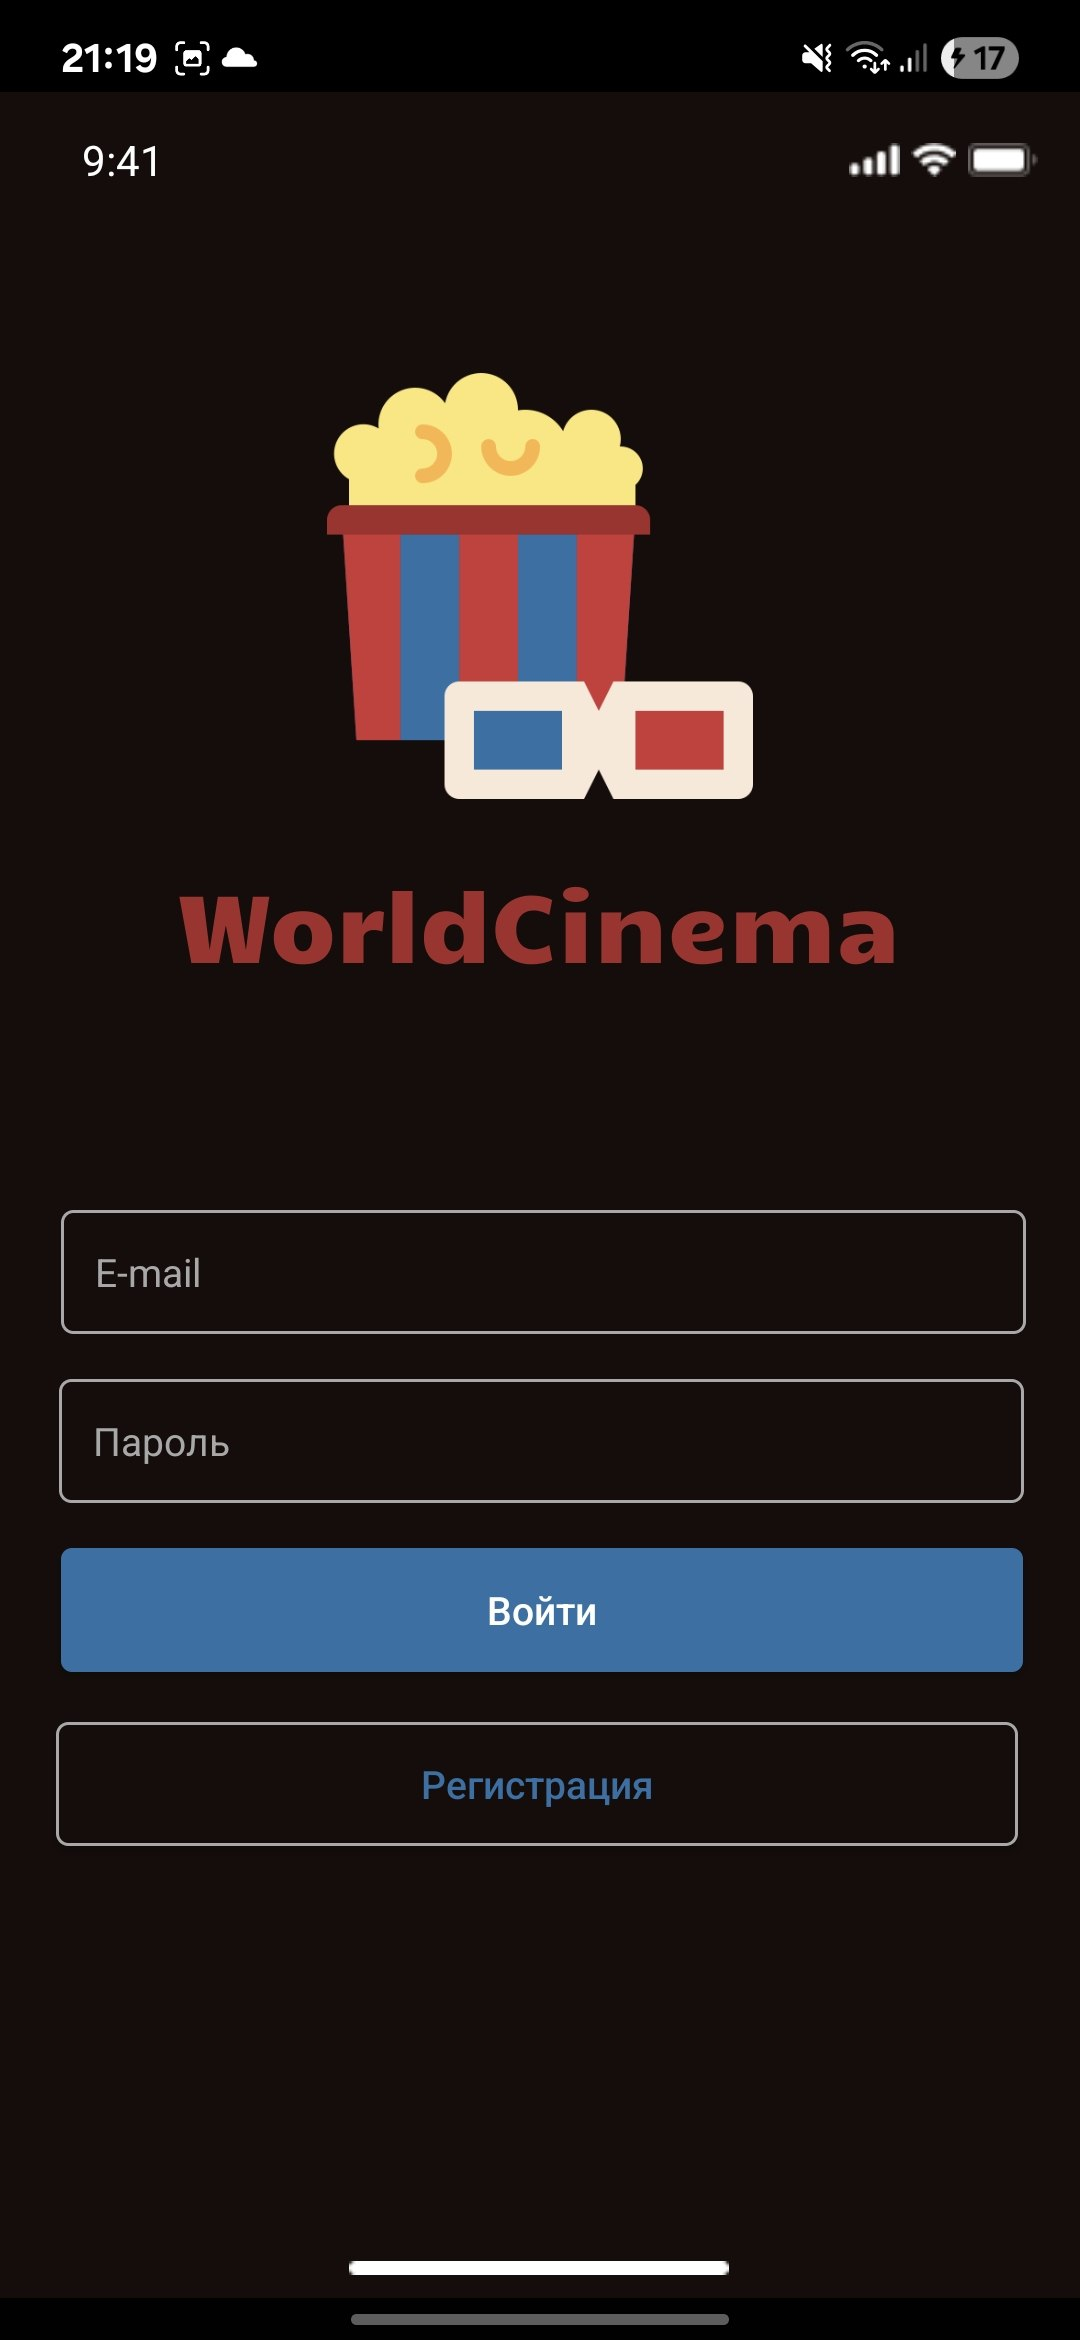 21:19
17
9:41
WorldCinema
E-mail
Пароль
Войти
Регистрация